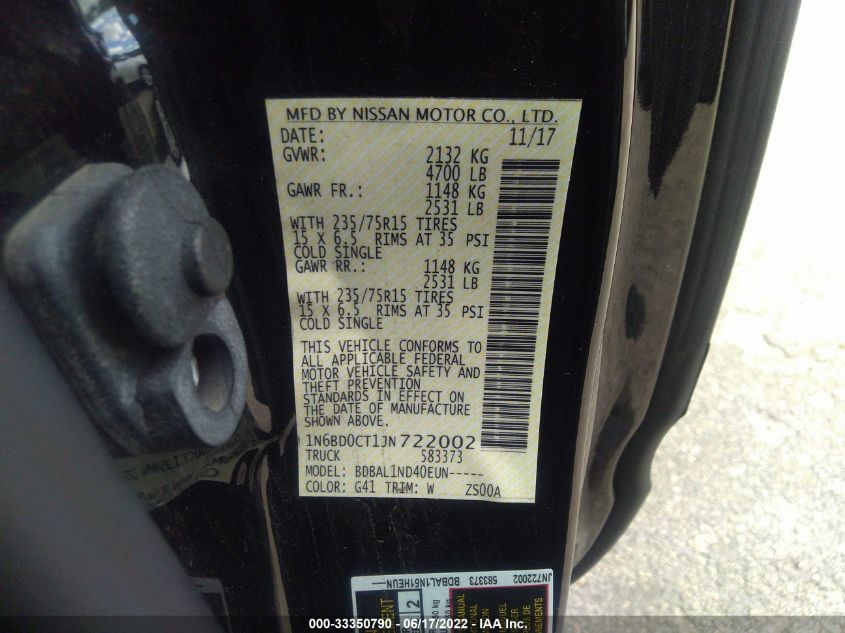 MFD BY NISSAN MOTOR CO., LTD.
DATE: 11/17
GVWR: 2132 KG
4700 LB
GAWR FR.: 1148 KG
2531 LB
WITH 235/75R15 TIRES
15 X 6.5 RIMS AT 35 PSI
COLD SINGLE
GAWR RR.: 1148 KG
2531 LB
WITH 235/75R15 TIRES
15 X 6.5 RIMS AT 35 PSI
COLD SINGLE
THIS VEHICLE CONFORMS TO
ALL APPLICABLE FEDERAL
MOTOR VEHICLE SAFETY AND
THEFT PREVENTION
STANDARDS IN EFFECT ON
THE DATE OF MANUFACTURE
SHOWN ABOVE.
1N6BD0CT1JN722002
TRUCK 583373
MODEL: BDBAL1ND40EUN-----
COLOR: G41 TRIM: W ZS00A
JN722002
583373 BDBAL1N51HEUN
2
000-33350790 - 06/17/2022 - IAA Inc.